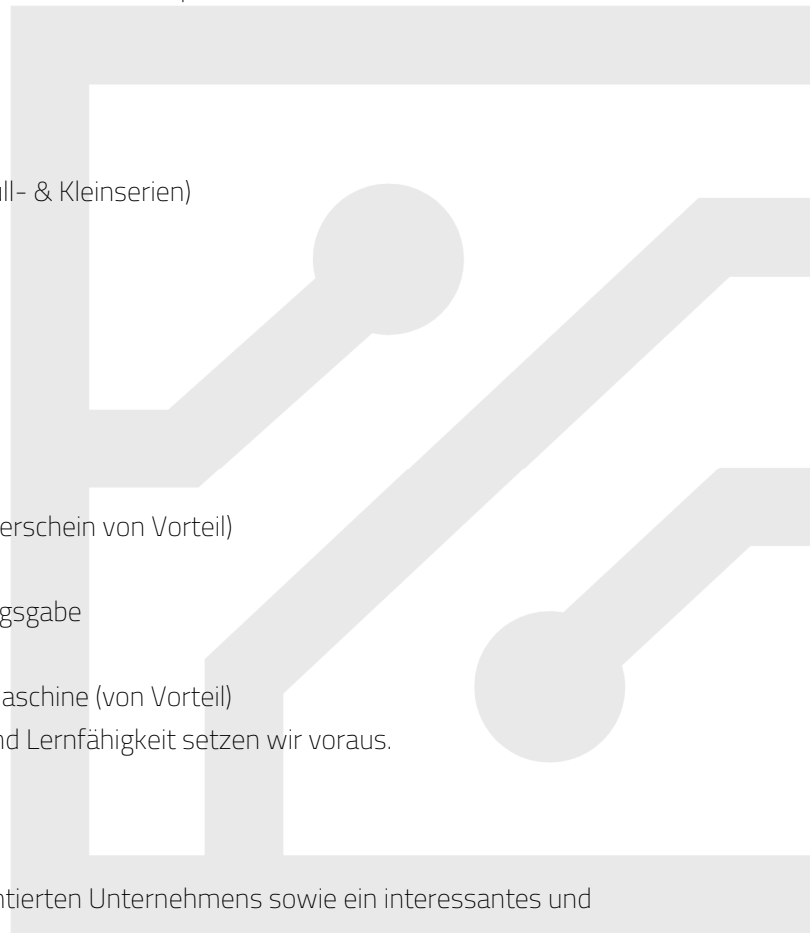 ll- & Kleinserien)
erschein von Vorteil)
gsgabe
aschine (von Vorteil)
nd Lernfähigkeit setzen wir voraus.
ntierten Unternehmens sowie ein interessantes und